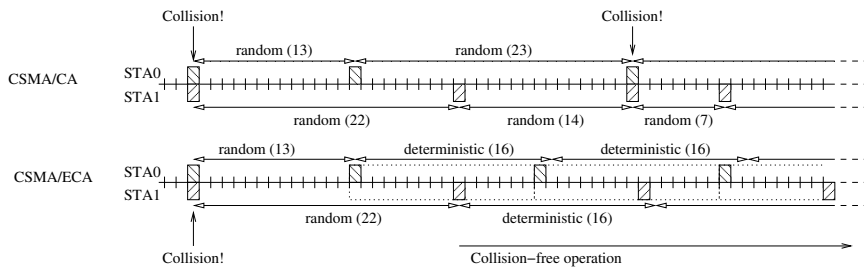 Collision! Collision!
random (13) random (23)
CSMA/CA STA0
STA1
random (22) random (14) random (7)
random (13) deterministic (16) deterministic (16)
CSMA/ECA STA0
STA1
random (22) deterministic (16)
Collision! Collision−free operation